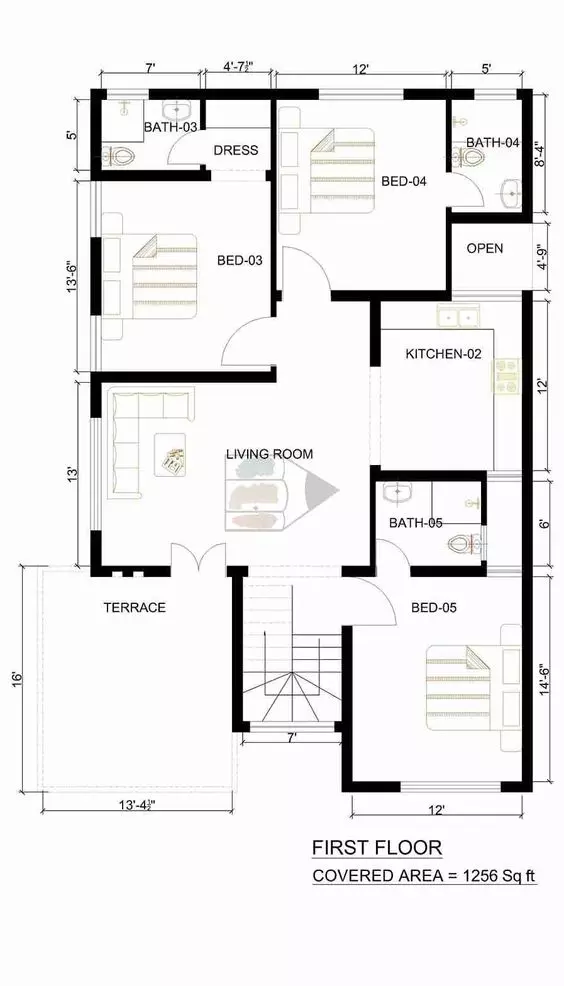 7'
4'-7½"
12'
5'
5'
BATH-03
DRESS
BED-04
BATH-04
8'-4"
13'-6"
BED-03
OPEN
4'-9"
KITCHEN-02
12'
13'
LIVING ROOM
BATH-05
6'
TERRACE
BED-05
16'
14'-6"
7'
13'-4½"
12'
FIRST FLOOR
COVERED AREA = 1256 Sq ft